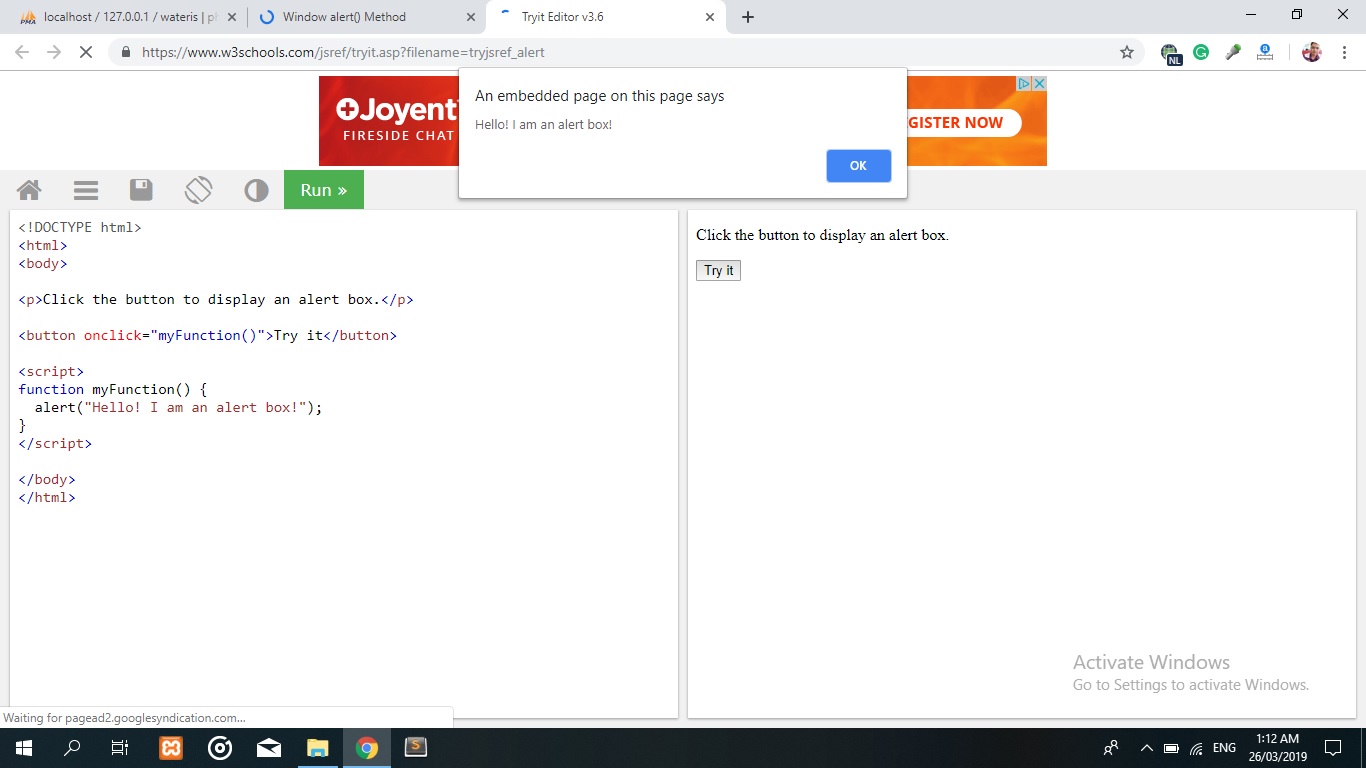 localhost / 127.0.0.1 / wateris | ph
Window alert() Method
Tryit Editor v3.6
https://www.w3schools.com/jsref/tryit.asp?filename=tryjsref_alert
NL
Joyent
FIRESIDE CHAT
GISTER NOW
An embedded page on this page says
Hello! I am an alert box!
OK
Run »
<!DOCTYPE html>
<html>
<body>
<p>Click the button to display an alert box.</p>
<button onclick="myFunction()">Try it</button>
<script>
function myFunction() {
  alert("Hello! I am an alert box!");
}
</script>
</body>
</html>
Click the button to display an alert box.
Try it
Activate Windows
Go to Settings to activate Windows.
Waiting for pagead2.googlesyndication.com...
ENG
1:12 AM
26/03/2019